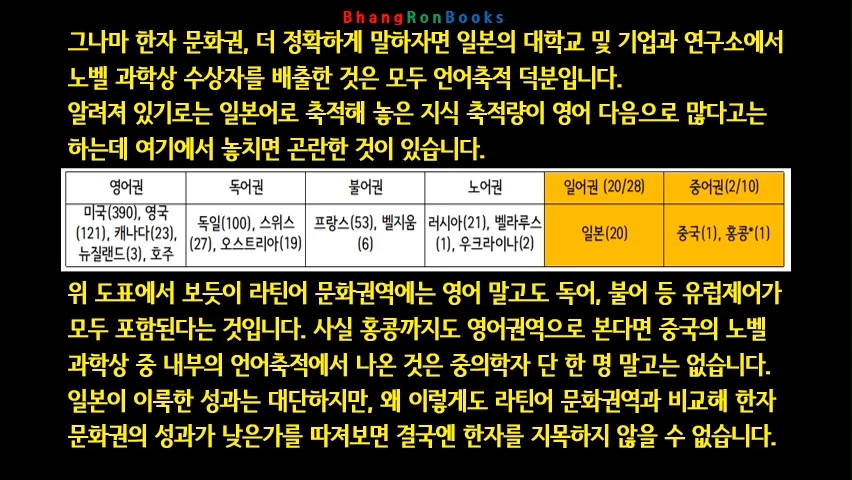 BhangRonBooks
그나마 한자 문화권, 더 정확하게 말하자면 일본의 대학교 및 기업과 연구소에서
노벨 과학상 수상자를 배출한 것은 모두 언어축적 덕분입니다.
알려져 있기로는 일본어로 축적해 놓은 지식 축적량이 영어 다음으로 많다고는
하는데 여기에서 놓치면 곤란한 것이 있습니다.
영어권 독어권 불어권 노어권 일어권 (20/28) 중어권(2/10)
미국(390), 영국
(121), 캐나다(23),
뉴질랜드(3), 호주
독일(100), 스위스
(27), 오스트리아(19)
프랑스(53), 벨지움
(6)
러시아(21), 벨라루스
(1), 우크라이나(2)
일본(20)
중국(1), 홍콩*(1)
위 도표에서 보듯이 라틴어 문화권역에는 영어 말고도 독어, 불어 등 유럽제어가
모두 포함된다는 것입니다. 사실 홍콩까지도 영어권역으로 본다면 중국의 노벨
과학상 중 내부의 언어축적에서 나온 것은 중의학자 단 한 명 말고는 없습니다.
일본이 이룩한 성과는 대단하지만, 왜 이렇게도 라틴어 문화권역과 비교해 한자
문화권의 성과가 낮은가를 따져보면 결국엔 한자를 지목하지 않을 수 없습니다.